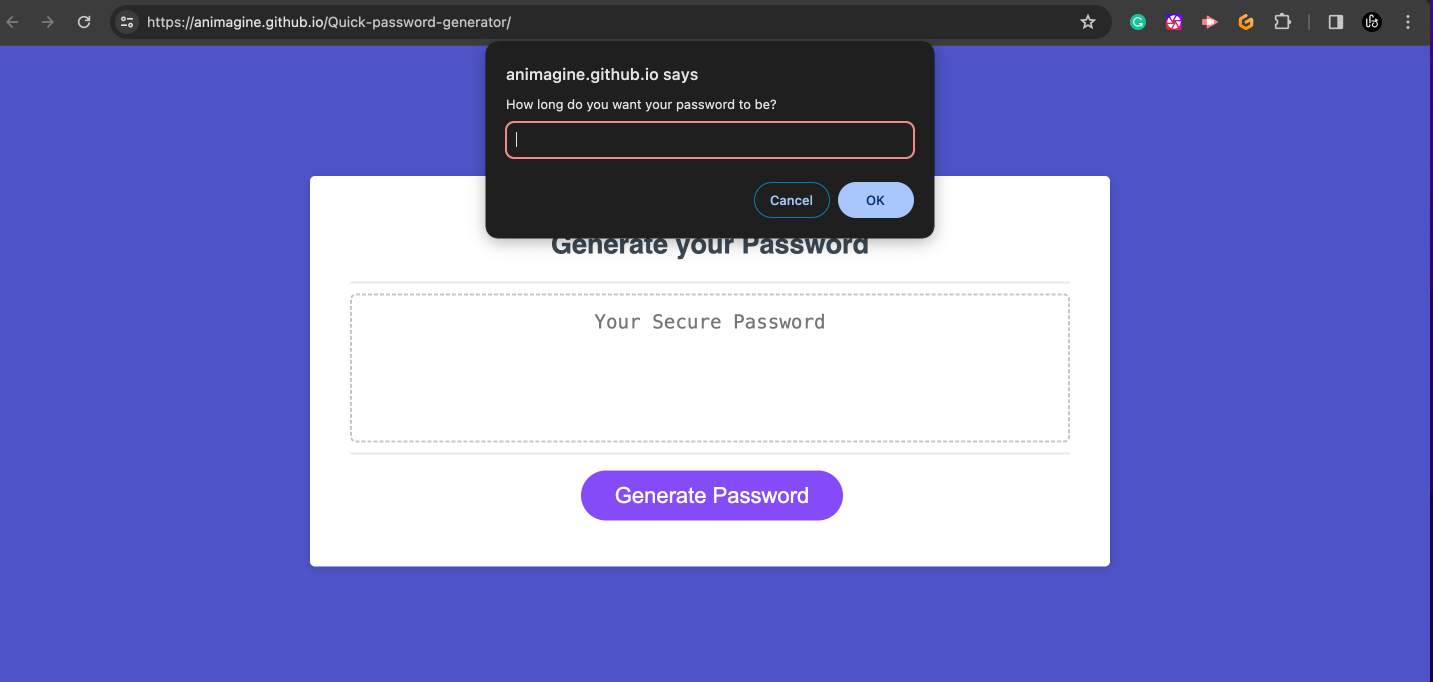 https://animagine.github.io/Quick-password-generator/
animagine.github.io says
How long do you want your password to be?
Cancel
OK
Generate your Password
Your Secure Password
Generate Password